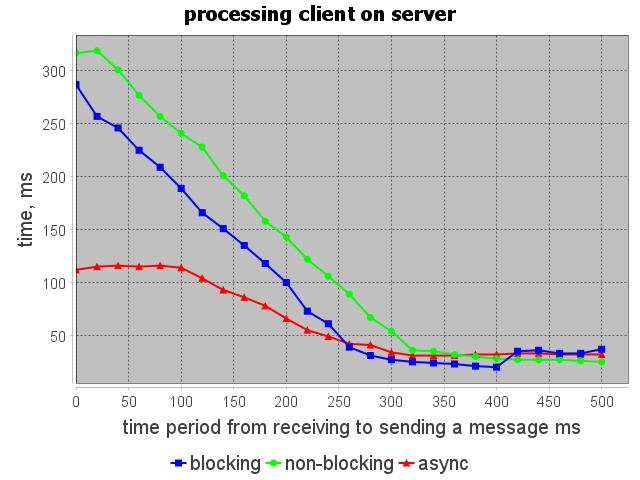 processing client on server
time, ms
300
250
200
150
100
50
0 50 100 150 200 250 300 350 400 450 500
time period from receiving to sending a message ms
blocking non-blocking async